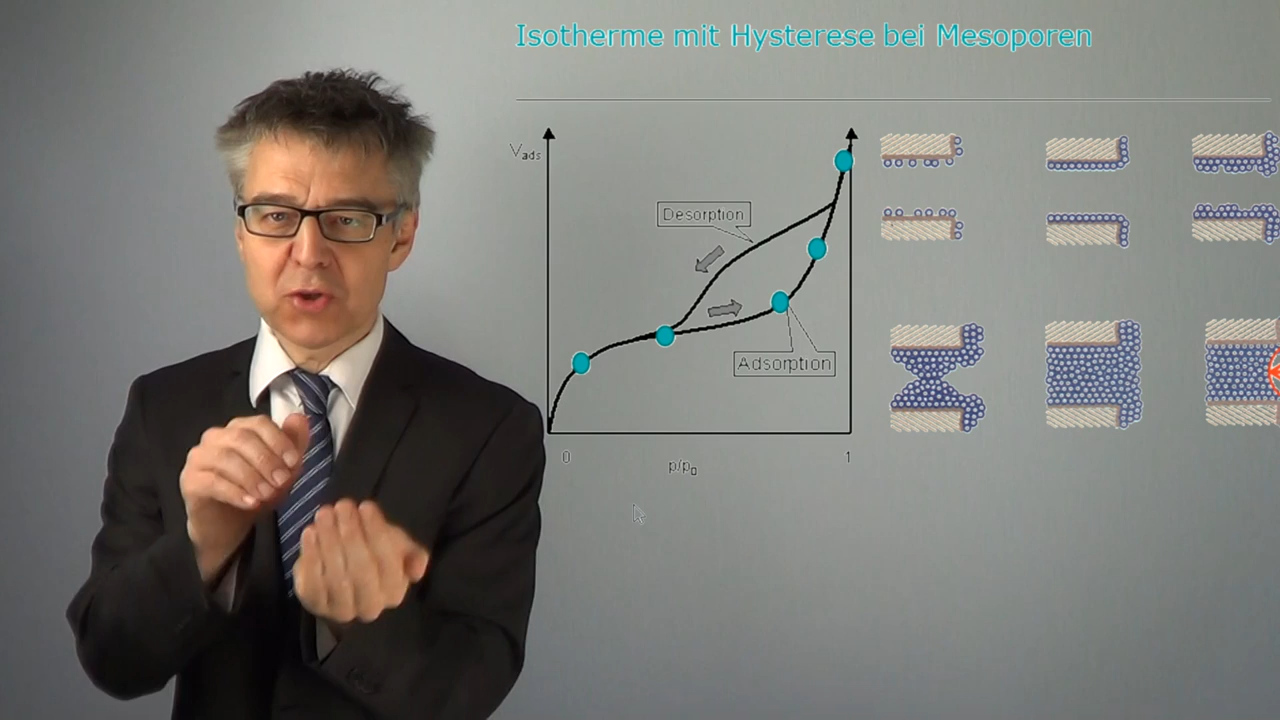 Isotherme mit Hysterese bei Mesoporen
Vads
Desorption
Adsorption
0
1
p/p0